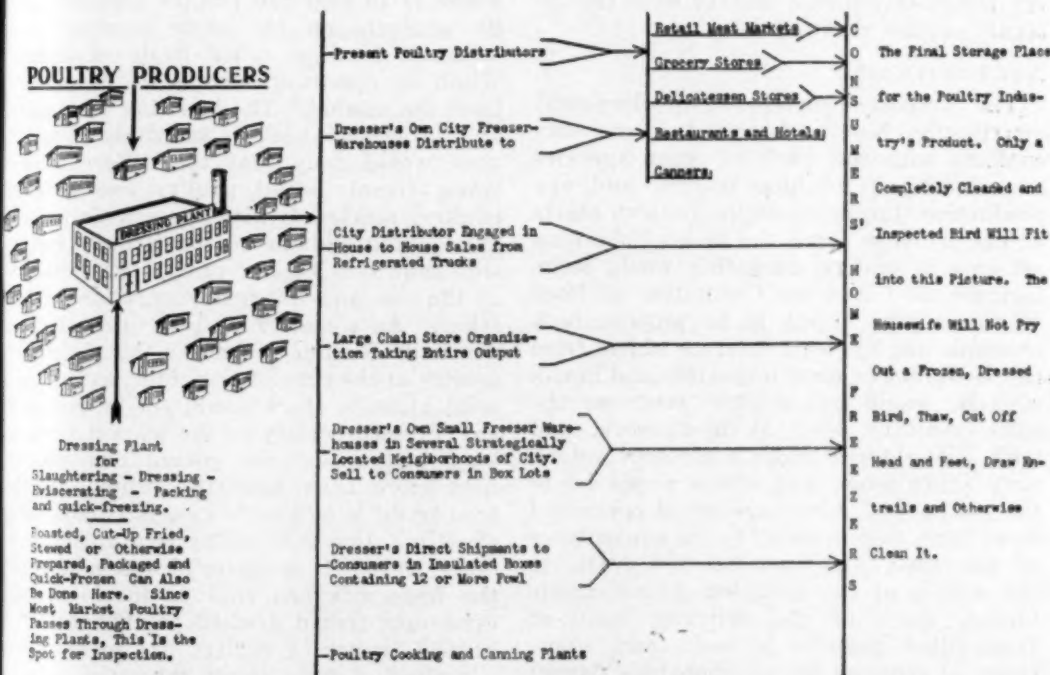 POULTRY PRODUCERS
DRESSING PLANT
Dressing Plant
for
Slaughtering - Dressing -
Eviscerating - Packing
and quick-freezing.
Roasted, Cut-Up Fried,
Stewed or Otherwise
Prepared, Packaged and
Quick-Frozen Can Also
Be Done Here. Since
Most Market Poultry
Passes Through Dress-
ing Plants, This Is the
Spot for Inspection.
Present Poultry Distributors
Dresser's Own City Freezer-
Warehouses Distribute to
City Distributor Engaged in
House to House Sales from
Refrigerated Trucks
Large Chain Store Organiza-
tion Taking Entire Output
Dresser's Own Small Freezer Ware-
houses in Several Strategically
Located Neighborhoods of City.
Sell to Consumers in Box Lots
Dresser's Direct Shipments to
Consumers in Insulated Boxes
Containing 12 or More Fowl
Poultry Cooking and Canning Plants
Retail Meat Markets
Grocery Stores
Delicatessen Stores
Restaurants and Hotels
Canners
CONSUMERS' HOME FREEZERS
The Final Storage Place
for the Poultry Indus-
try's Product. Only a
Completely Cleaned and
Inspected Bird Will Fit
into this Picture. The
Housewife Will Not Pry
Out a Frozen, Dressed
Bird, Thaw, Cut Off
Head and Feet, Draw En-
trails and Otherwise
Clean It.